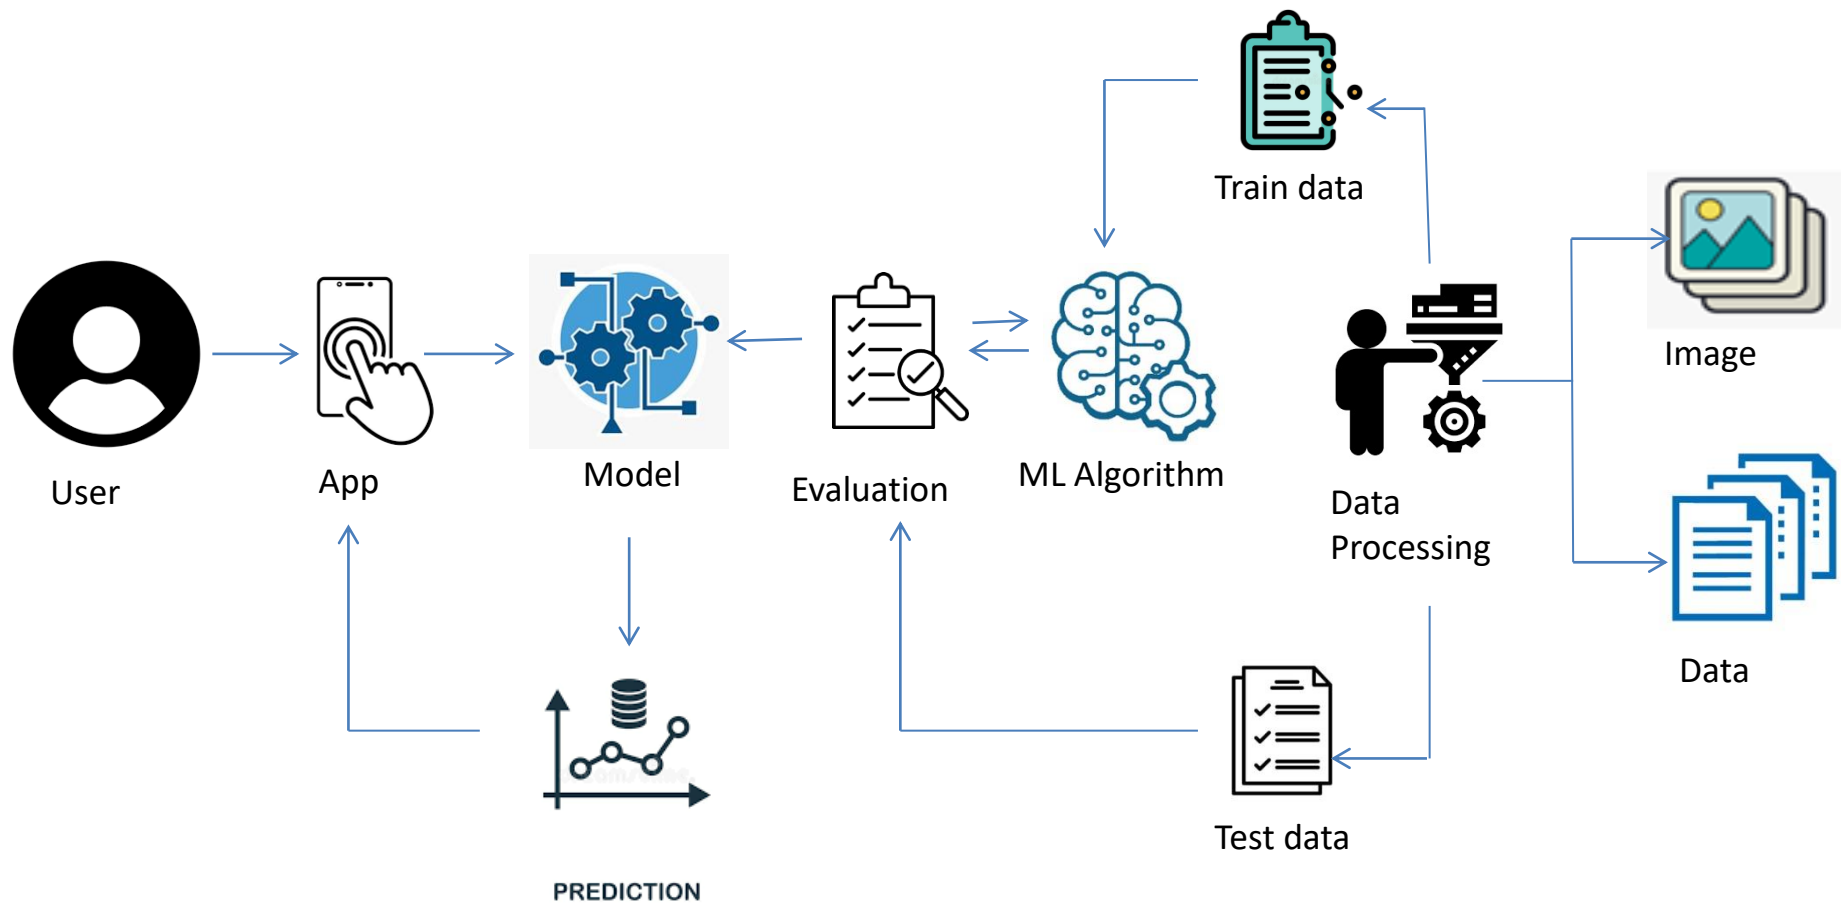 Train data
Image
User
App
Model
Evaluation
ML Algorithm
Data
Processing
Data
Test data
PREDICTION